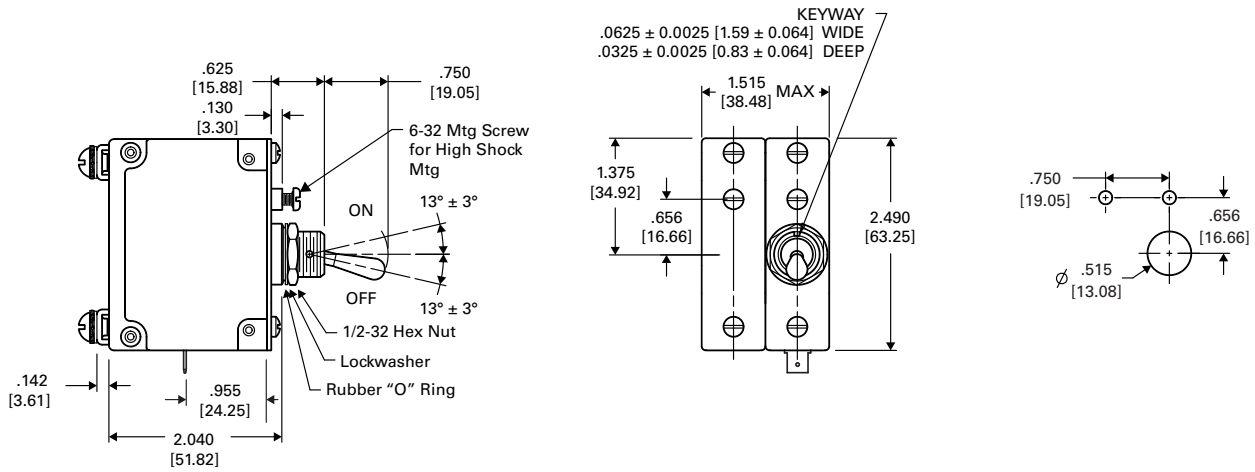 .625
[15.88]
.750
[19.05]
.130
[3.30]
6-32 Mtg Screw
for High Shock
Mtg
ON
13° ± 3°
OFF
13° ± 3°
1/2-32 Hex Nut
Lockwasher
Rubber “O” Ring
.142
[3.61]
.955
[24.25]
2.040
[51.82]
KEYWAY
.0625 ± 0.0025 [1.59 ± 0.064] WIDE
.0325 ± 0.0025 [0.83 ± 0.064] DEEP
1.515
[38.48] MAX
1.375
[34.92]
.656
[16.66]
2.490
[63.25]
.750
[19.05]
.656
[16.66]
Ø .515
[13.08]